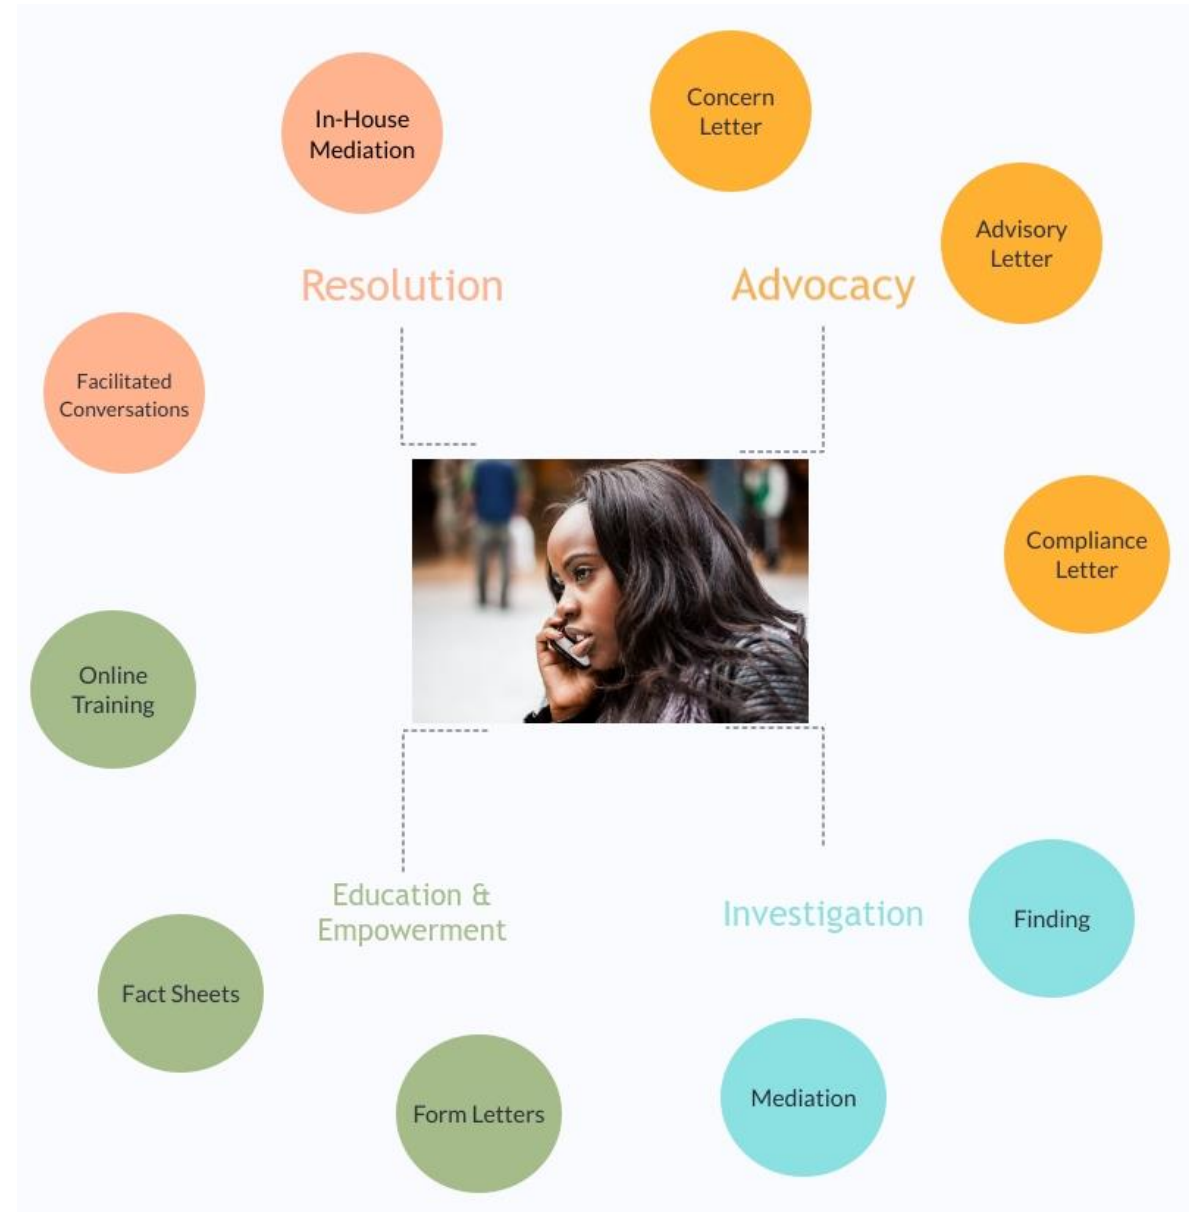 In-House
Mediation
Concern
Letter
Advisory
Letter
Resolution
Advocacy
Facilitated
Conversations
Compliance
Letter
Online
Training
Education &
Empowerment
Investigation
Finding
Fact Sheets
Form Letters
Mediation